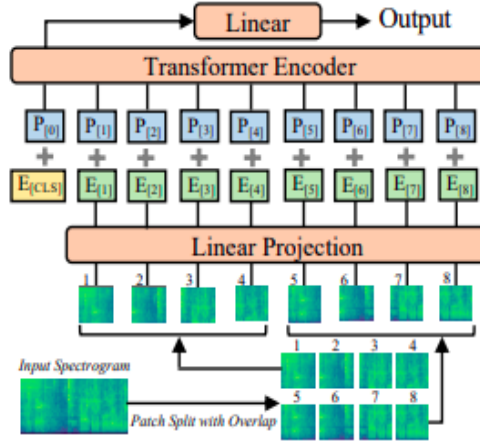 Linear Output
Transformer Encoder
P[0] P[1] P[2] P[3] P[4] P[5] P[6] P[7] P[8]
+ + + + + + + + +
E[CLS] E[1] E[2] E[3] E[4] E[5] E[6] E[7] E[8]
Linear Projection
1 2 3 4 5 6 7 8
1 2 3 4
Input Spectrogram
5 6 7 8
Patch Split with Overlap